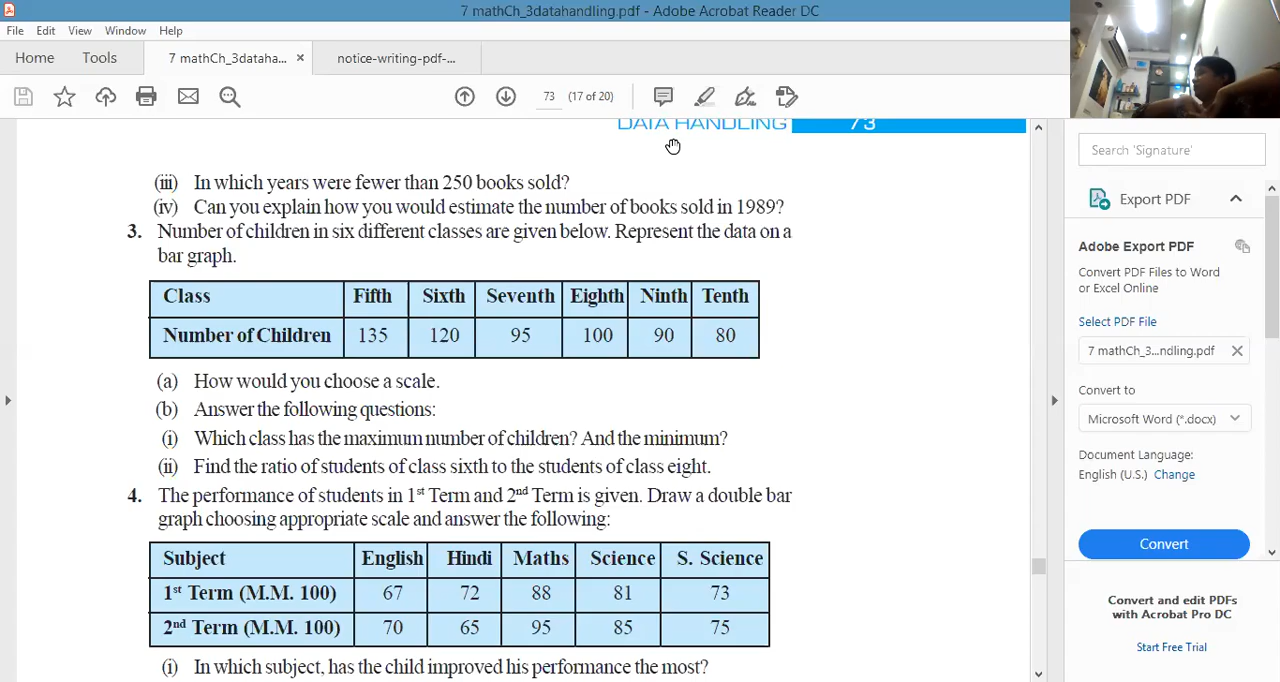 7 mathCh_3datahandling.pdf - Adobe Acrobat Reader DC
File Edit View Window Help
Home Tools 7 mathCh_3dataha... × notice-writing-pdf-...
73 (17 of 20)
DATA HANDLING 73
(iii) In which years were fewer than 250 books sold?
(iv) Can you explain how you would estimate the number of books sold in 1989?
3. Number of children in six different classes are given below. Represent the data on a
bar graph.
Class Fifth Sixth Seventh Eighth Ninth Tenth
Number of Children 135 120 95 100 90 80
(a) How would you choose a scale.
(b) Answer the following questions:
(i) Which class has the maximum number of children? And the minimum?
(ii) Find the ratio of students of class sixth to the students of class eight.
4. The performance of students in 1st Term and 2nd Term is given. Draw a double bar
graph choosing appropriate scale and answer the following:
Subject English Hindi Maths Science S. Science
1st Term (M.M. 100) 67 72 88 81 73
2nd Term (M.M. 100) 70 65 95 85 75
(i) In which subject, has the child improved his performance the most?
Search 'Signature'
Export PDF
Adobe Export PDF
Convert PDF Files to Word
or Excel Online
Select PDF File
7 mathCh_3...ndling.pdf
Convert to
Microsoft Word (*.docx)
Document Language:
English (U.S.) Change
Convert
Convert and edit PDFs
with Acrobat Pro DC
Start Free Trial